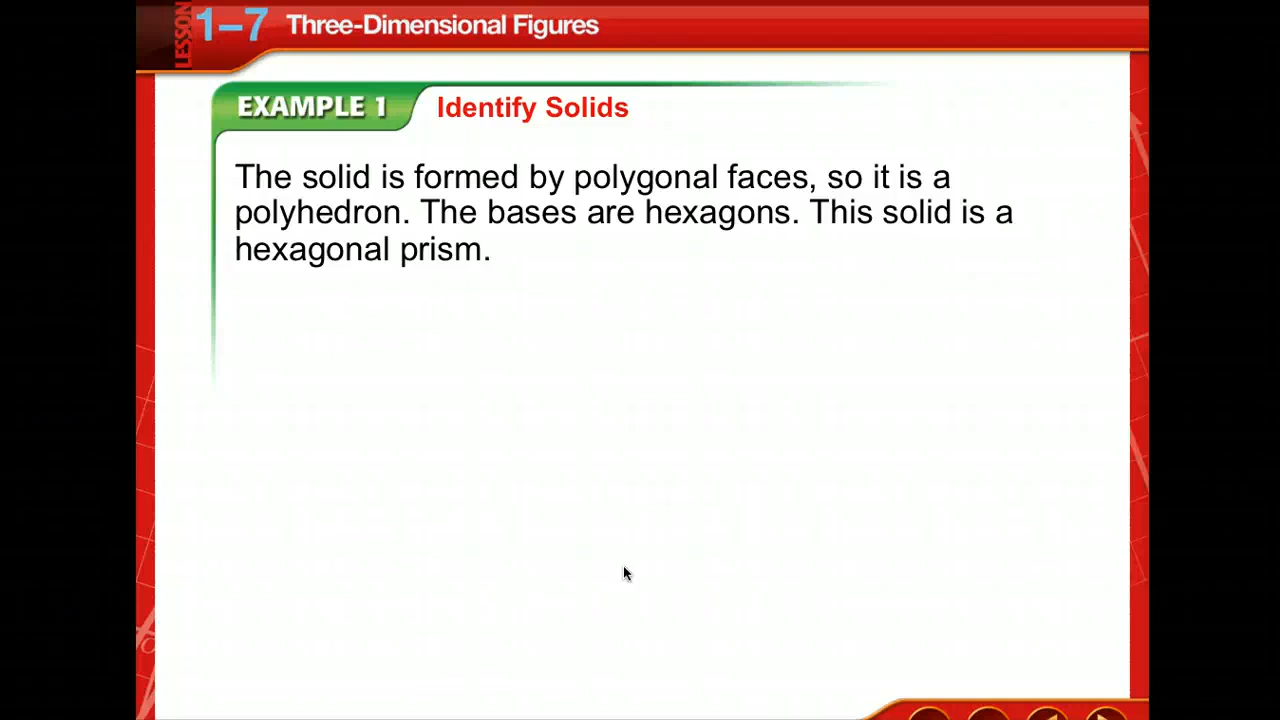 LESSON 1–7 Three-Dimensional Figures
EXAMPLE 1 Identify Solids
The solid is formed by polygonal faces, so it is a
polyhedron. The bases are hexagons. This solid is a
hexagonal prism.